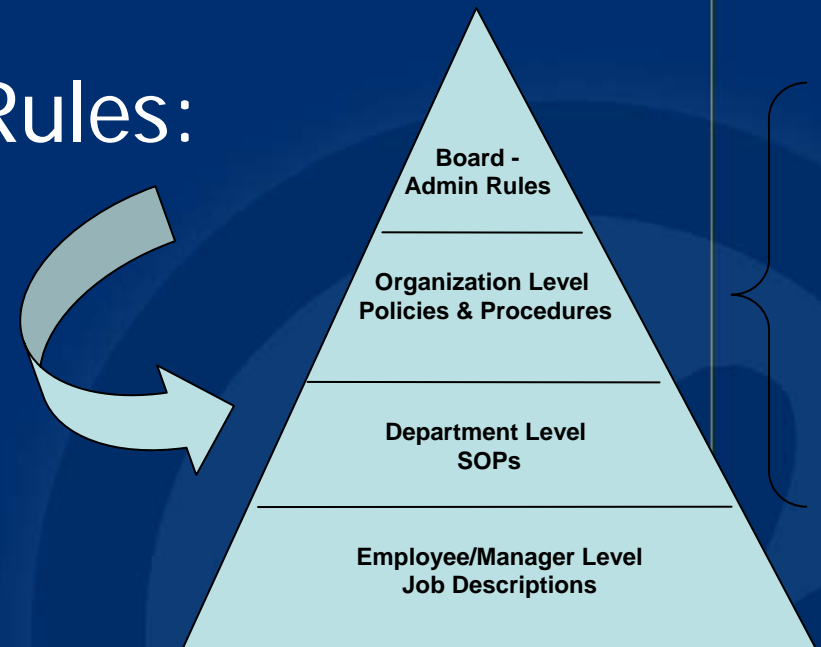 Rules:
Board -
Admin Rules
Organization Level
Policies & Procedures
Department Level
SOPs
Employee/Manager Level
Job Descriptions